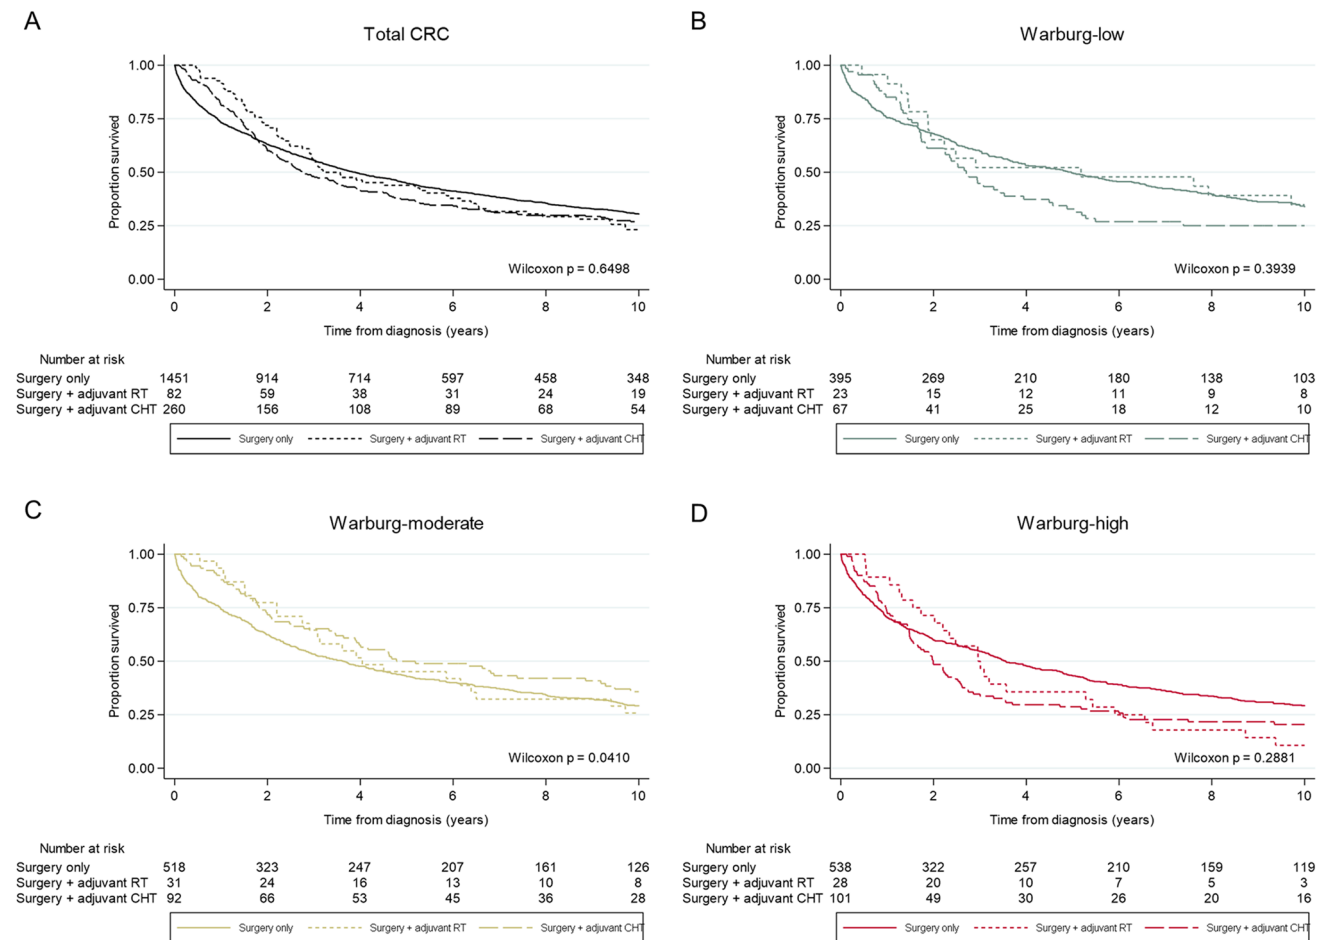 A
Total CRC
Proportion survived
1.00
0.75
0.50
0.25
0.00
Wilcoxon p = 0.6498
0 2 4 6 8 10
Time from diagnosis (years)
Number at risk
Surgery only 1451 914 714 597 458 348
Surgery + adjuvant RT 82 59 38 31 24 19
Surgery + adjuvant CHT 260 156 108 89 68 54
Surgery only Surgery + adjuvant RT Surgery + adjuvant CHT
B
Warburg-low
Proportion survived
1.00
0.75
0.50
0.25
0.00
Wilcoxon p = 0.3939
0 2 4 6 8 10
Time from diagnosis (years)
Number at risk
Surgery only 395 269 210 180 138 103
Surgery + adjuvant RT 23 15 12 11 9 8
Surgery + adjuvant CHT 67 41 25 18 12 10
Surgery only Surgery + adjuvant RT Surgery + adjuvant CHT
C
Warburg-moderate
Proportion survived
1.00
0.75
0.50
0.25
0.00
Wilcoxon p = 0.0410
0 2 4 6 8 10
Time from diagnosis (years)
Number at risk
Surgery only 518 323 247 207 161 126
Surgery + adjuvant RT 31 24 16 13 10 8
Surgery + adjuvant CHT 92 66 53 45 36 28
Surgery only Surgery + adjuvant RT Surgery + adjuvant CHT
D
Warburg-high
Proportion survived
1.00
0.75
0.50
0.25
0.00
Wilcoxon p = 0.2881
0 2 4 6 8 10
Time from diagnosis (years)
Number at risk
Surgery only 538 322 257 210 159 119
Surgery + adjuvant RT 28 20 10 7 5 3
Surgery + adjuvant CHT 101 49 30 26 20 16
Surgery only Surgery + adjuvant RT Surgery + adjuvant CHT